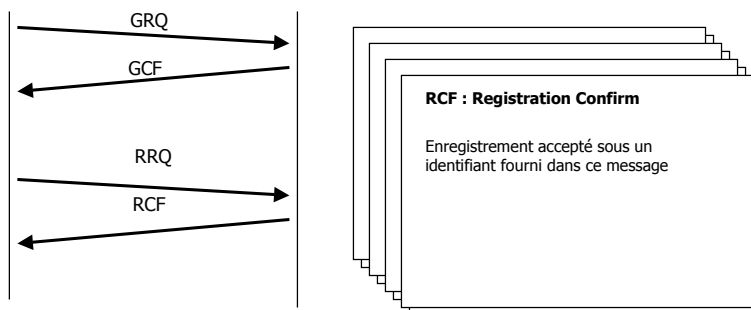 GRQ
GCF
RRQ
RCF
RCF : Registration Confirm
Enregistrement accepté sous un
identifiant fourni dans ce message